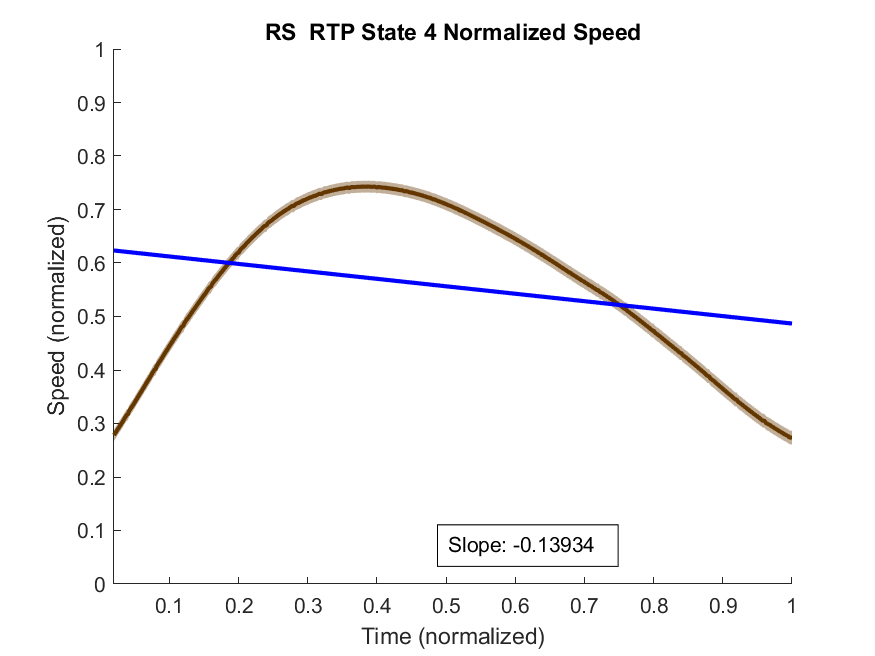 RS  RTP State 4 Normalized Speed
1
0.9
0.8
0.7
0.6
0.5
0.4
0.3
0.2
0.1
0
Speed (normalized)
Slope: -0.13934
0.1 0.2 0.3 0.4 0.5 0.6 0.7 0.8 0.9 1
Time (normalized)